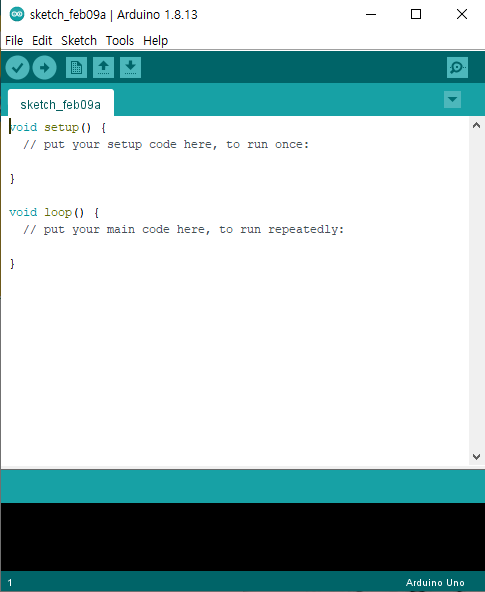 sketch_feb09a | Arduino 1.8.13
File Edit Sketch Tools Help
sketch_feb09a
void setup() {
  // put your setup code here, to run once:
}
void loop() {
  // put your main code here, to run repeatedly:
}
1 Arduino Uno